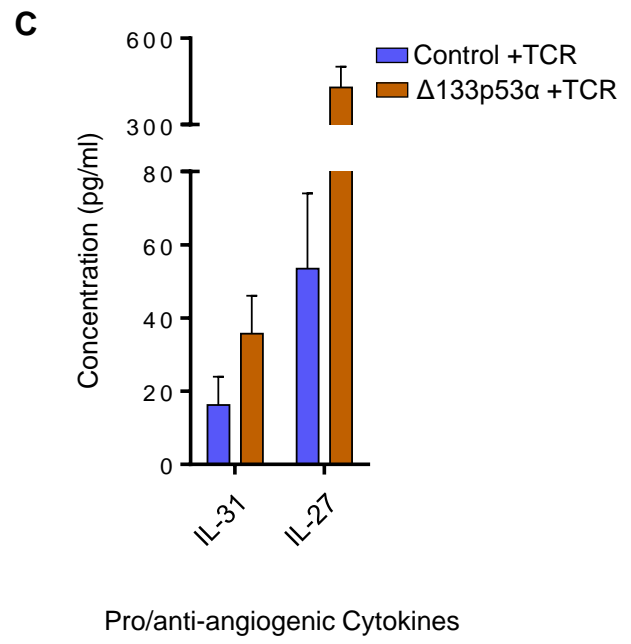 C
600
300
80
60
40
20
0
Concentration (pg/ml)
Control +TCR
Δ133p53α +TCR
IL-31
IL-27
Pro/anti-angiogenic Cytokines